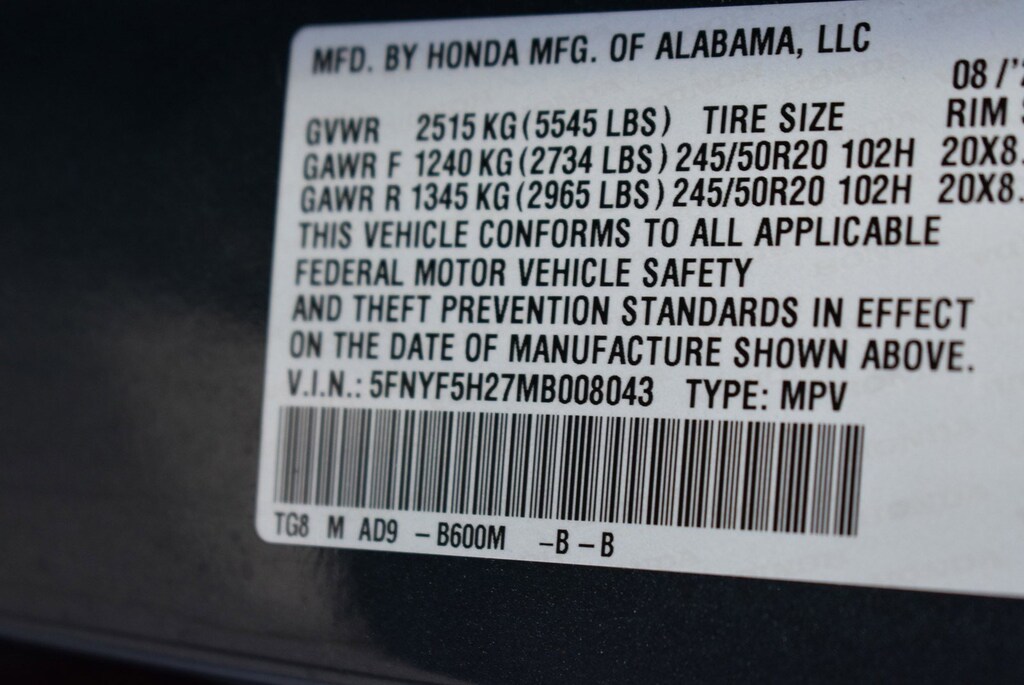 MFD. BY HONDA MFG. OF ALABAMA, LLC
08 /'2
GVWR 2515 KG (5545 LBS) TIRE SIZE RIM
GAWR F 1240 KG (2734 LBS) 245/50R20 102H 20X8.
GAWR R 1345 KG (2965 LBS) 245/50R20 102H 20X8.
THIS VEHICLE CONFORMS TO ALL APPLICABLE
FEDERAL MOTOR VEHICLE SAFETY
AND THEFT PREVENTION STANDARDS IN EFFECT
ON THE DATE OF MANUFACTURE SHOWN ABOVE.
V.I.N.: 5FNYF5H27MB008043 TYPE: MPV
TG8 M AD9 -B600M -B-B